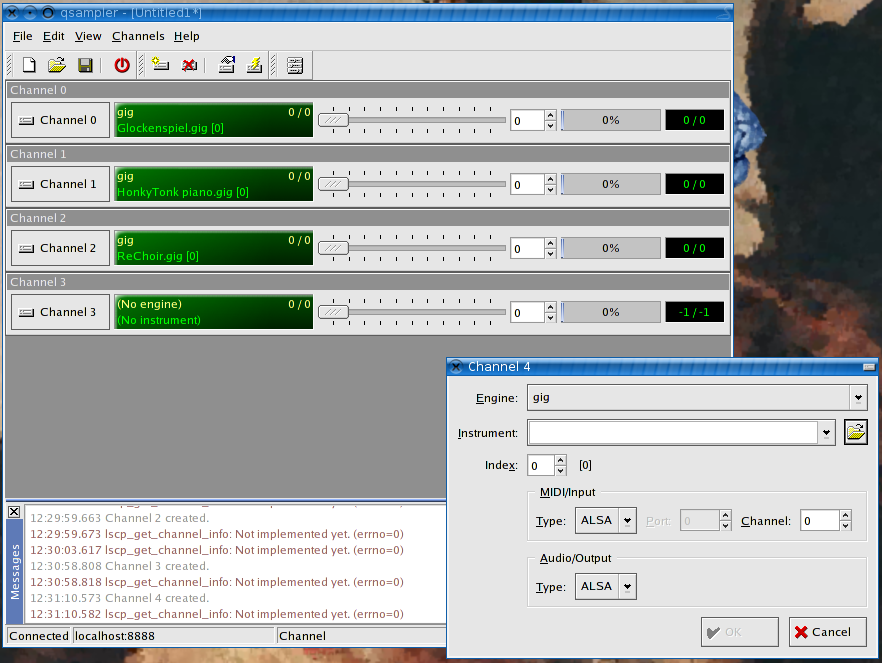 qsampler - [Untitled1 *]
File Edit View Channels Help
Channel 0
Channel 0 gig 0 / 0 0 0% 0 / 0
Glockenspiel.gig [0]
Channel 1
Channel 1 gig 0 / 0 0 0% 0 / 0
HonkyTonk piano.gig [0]
Channel 2
Channel 2 gig 0 / 0 0 0% 0 / 0
ReChoir.gig [0]
Channel 3
Channel 3 (No engine) 0 / 0 0 0% -1 / -1
(No instrument)
Messages
12:29:59.663 Channel 2 created.
12:29:59.673 lscp_get_channel_info: Not implemented yet. (errno=0)
12:30:03.617 lscp_get_channel_info: Not implemented yet. (errno=0)
12:30:58.808 Channel 3 created.
12:30:58.818 lscp_get_channel_info: Not implemented yet. (errno=0)
12:31:10.573 Channel 4 created.
12:31:10.582 lscp_get_channel_info: Not implemented yet. (errno=0)
Connected localhost:8888 Channel
Channel 4
Engine: gig
Instrument:
Index: 0 [0]
MIDI/Input
Type: ALSA Port: 0 Channel: 0
Audio/Output
Type: ALSA
OK Cancel